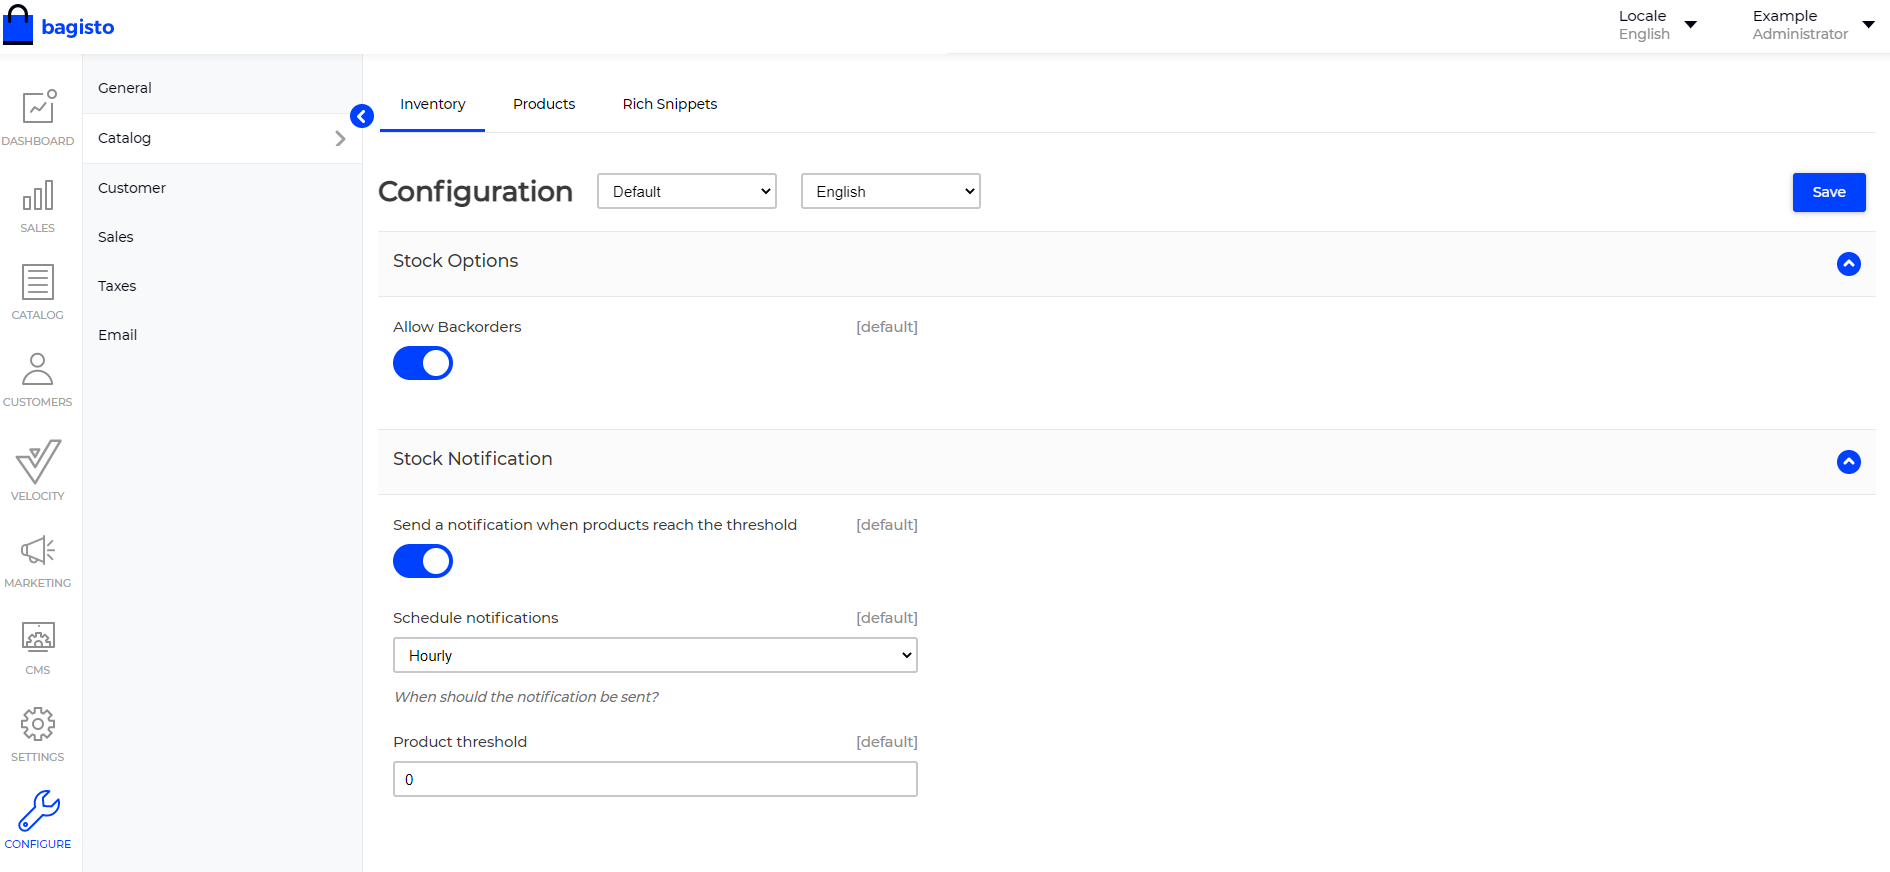 bagisto
Locale
English
Example
Administrator
DASHBOARD
SALES
CATALOG
CUSTOMERS
VELOCITY
MARKETING
CMS
SETTINGS
CONFIGURE
General
Catalog
Customer
Sales
Taxes
Email
Inventory Products Rich Snippets
Configuration Default English Save
Stock Options
Allow Backorders [default]
Stock Notification
Send a notification when products reach the threshold [default]
Schedule notifications [default]
Hourly
When should the notification be sent?
Product threshold [default]
0